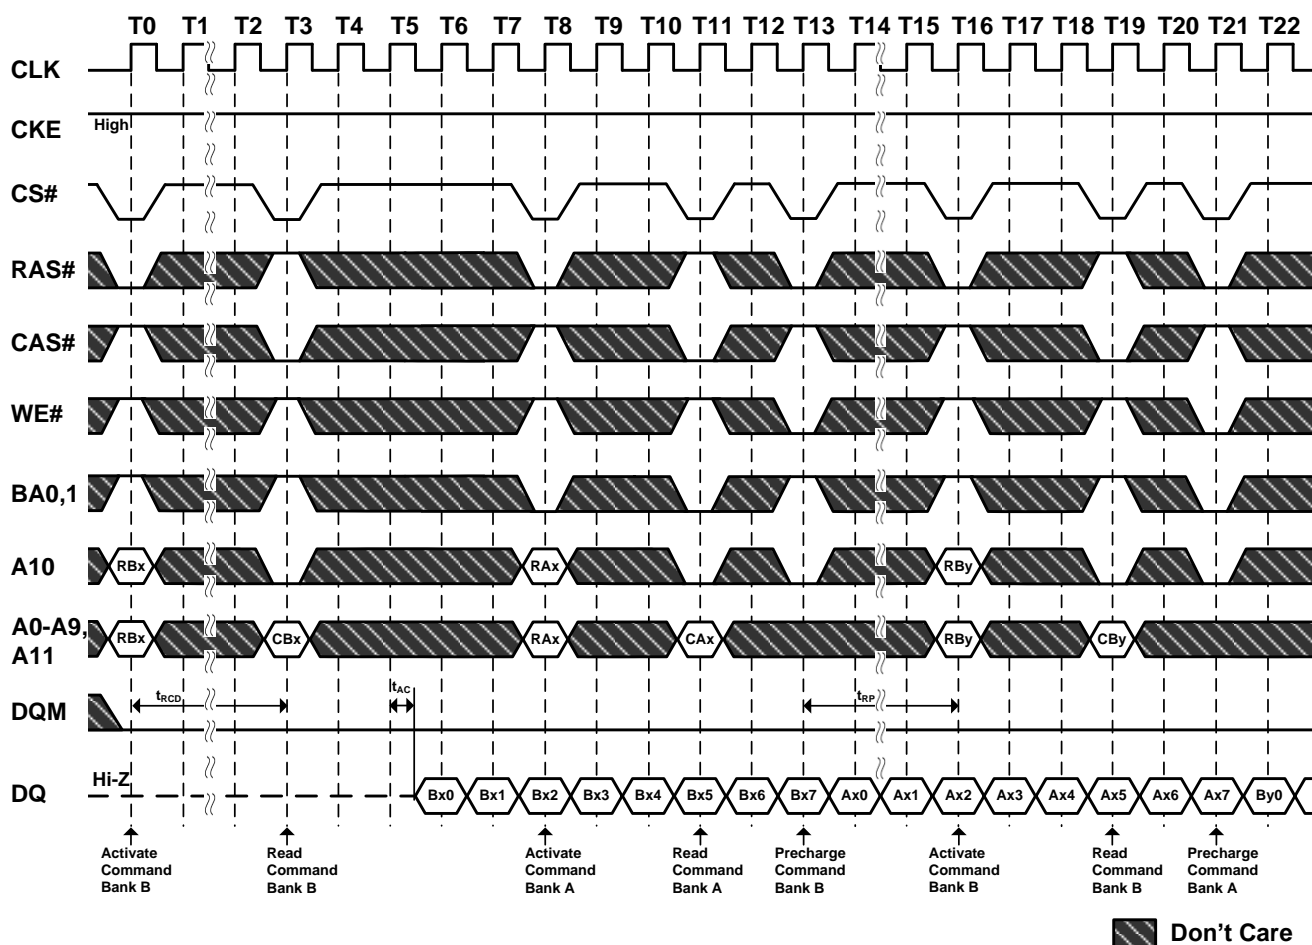 T0 T1 T2 T3 T4 T5 T6 T7 T8 T9 T10 T11 T12 T13 T14 T15 T16 T17 T18 T19 T20 T21 T22
CLK
CKE High
CS#
RAS#
CAS#
WE#
BA0,1
A10 RBx RAx RBy
A0-A9,
A11 RBx CBx RAx CAx RBy CBy
DQM tRCD tAC tRP
DQ Hi-Z Bx0 Bx1 Bx2 Bx3 Bx4 Bx5 Bx6 Bx7 Ax0 Ax1 Ax2 Ax3 Ax4 Ax5 Ax6 Ax7 By0
Activate
Command
Bank B
Read
Command
Bank B
Activate
Command
Bank A
Read
Command
Bank A
Precharge
Command
Bank B
Activate
Command
Bank B
Read
Command
Bank B
Precharge
Command
Bank A
Don't Care